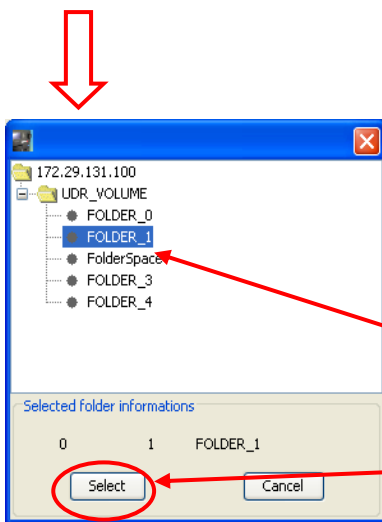 172.29.131.100
UDR_VOLUME
FOLDER_0
FOLDER_1
FolderSpace
FOLDER_3
FOLDER_4
Selected folder informations
0 1 FOLDER_1
Select Cancel